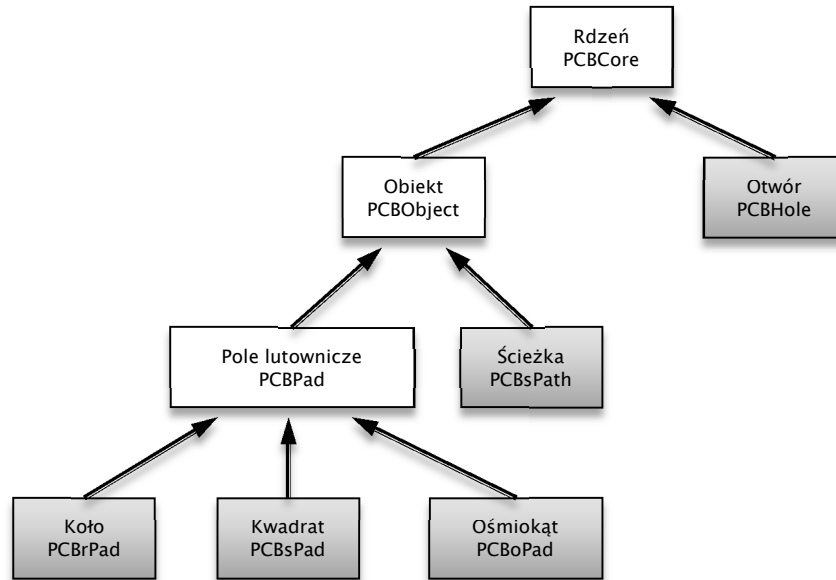 Rdzeń
PCBCore
Obiekt
PCBObject
Otwór
PCBHole
Pole lutownicze
PCBPad
Ścieżka
PCBsPath
Koło
PCBrPad
Kwadrat
PCBsPad
Ośmiokąt
PCBoPad